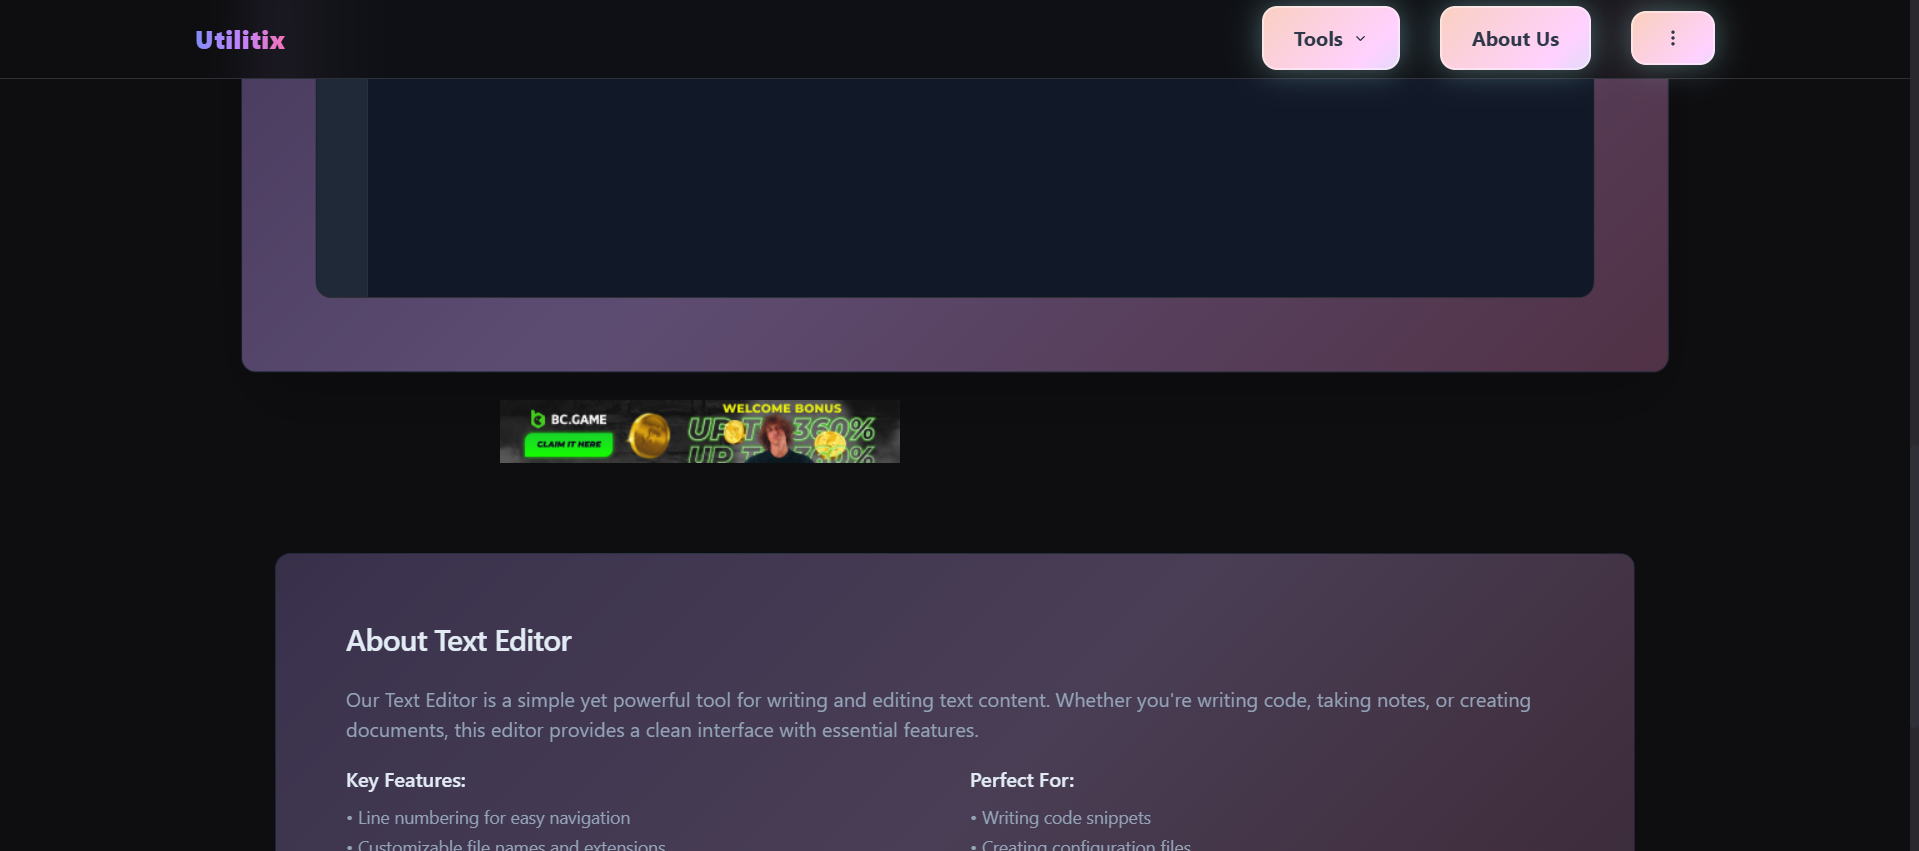 Utilitix
Tools
About Us
BC.GAME
CLAIM IT HERE
WELCOME BONUS
UP TO 360%
UP TO 360%
About Text Editor
Our Text Editor is a simple yet powerful tool for writing and editing text content. Whether you're writing code, taking notes, or creating
documents, this editor provides a clean interface with essential features.
Key Features:
• Line numbering for easy navigation
• Customizable file names and extensions
Perfect For:
• Writing code snippets
• Creating configuration files